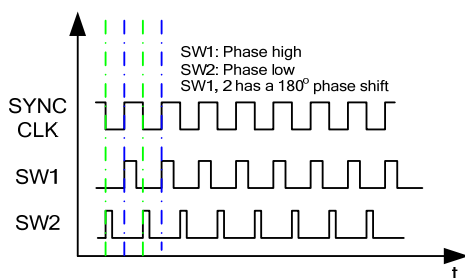 SW1: Phase high
SW2: Phase low
SW1, 2 has a 180° phase shift
SYNC
CLK
SW1
SW2
t